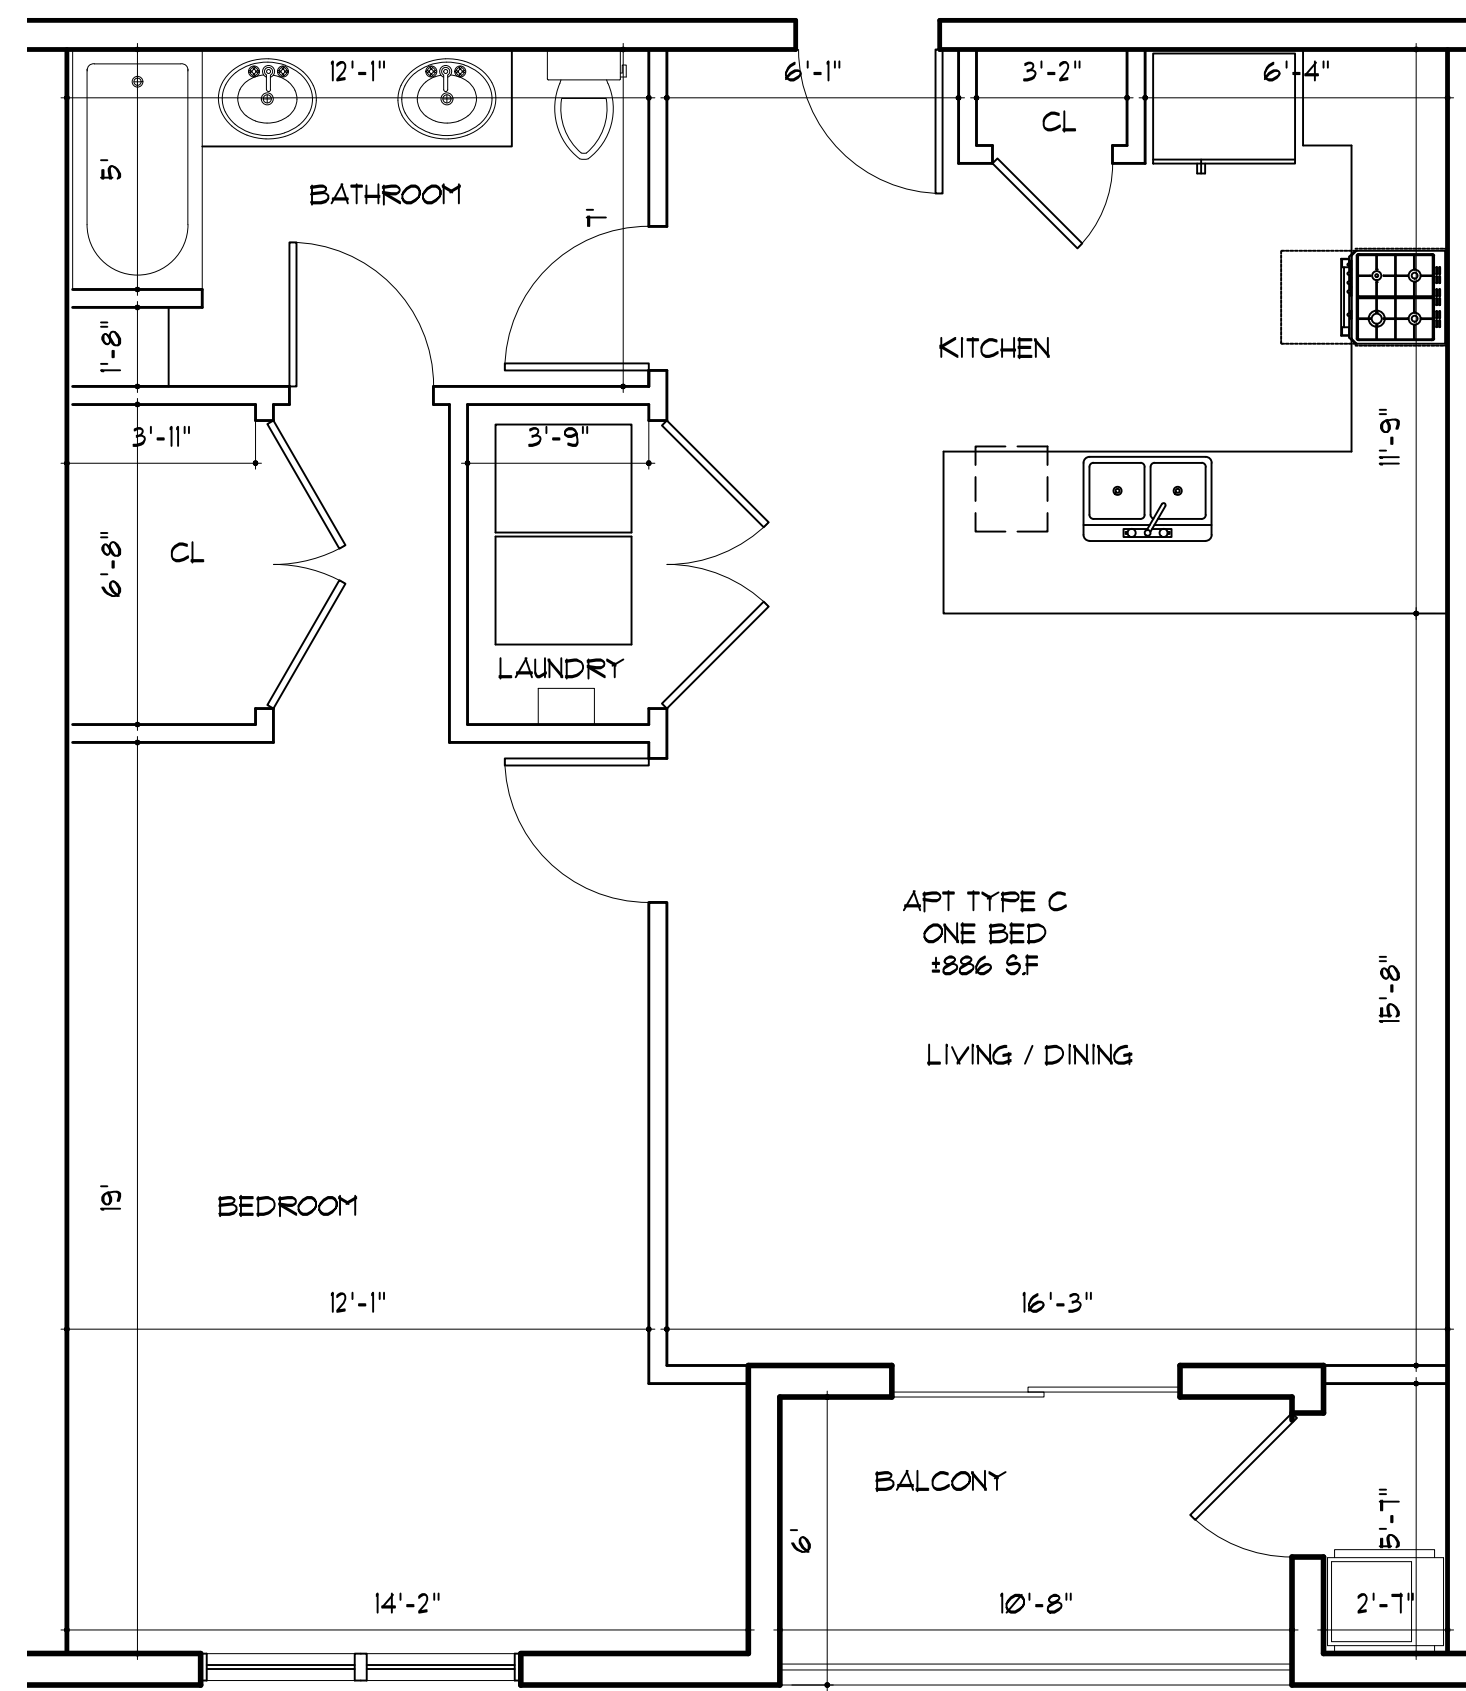 12'-1"
6'-1"
3'-2"
6'-4"
CL
5'
BATHROOM
7'
1'-8"
KITCHEN
3'-11"
3'-9"
11'-9"
6'-8"
CL
LAUNDRY
APT TYPE C
ONE BED
±886 S.F
15'-8"
LIVING / DINING
19'
BEDROOM
12'-1"
16'-3"
BALCONY
6'
5'-7"
14'-2"
10'-8"
2'-7"